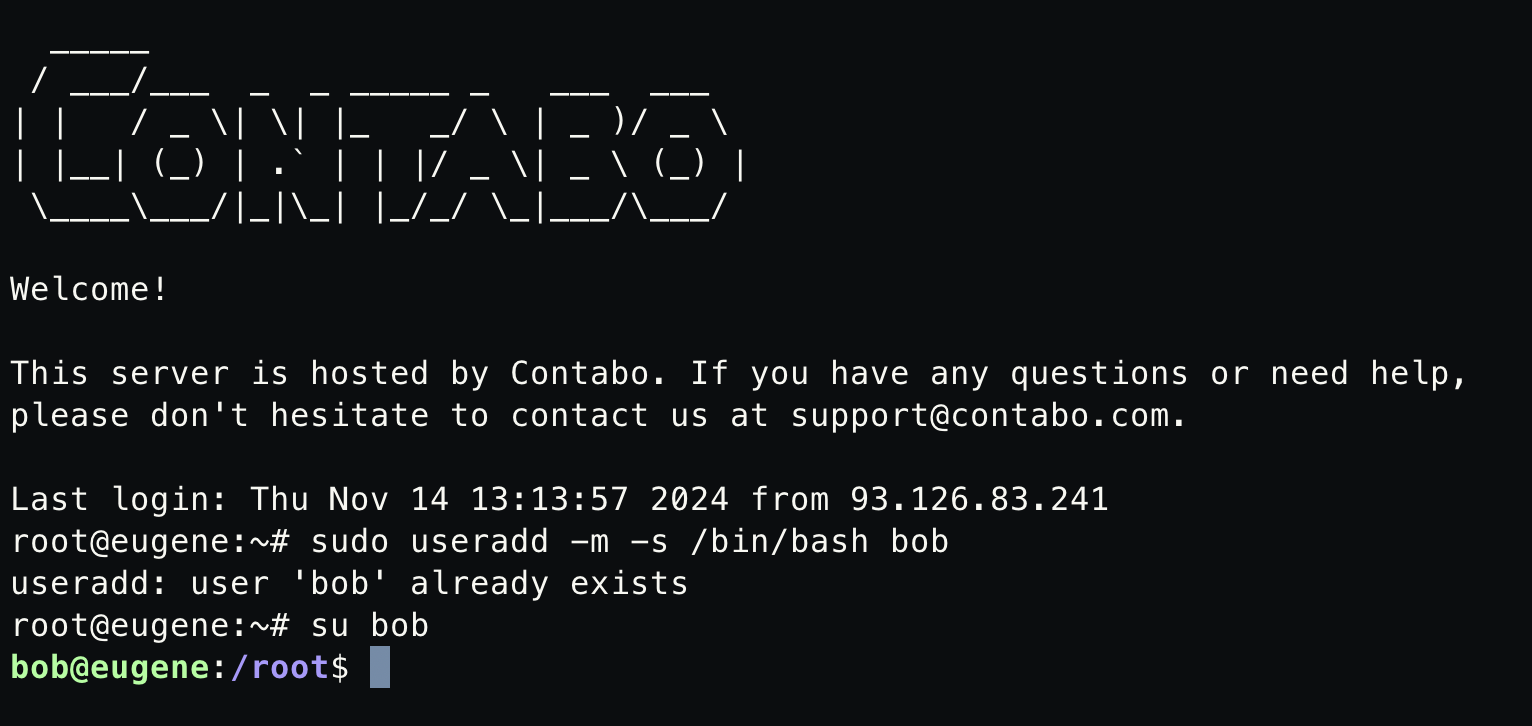 _____
 / ___/___  _  _ _____ _   ___  ___
| |   / _ \| \| |_   _/ \ | _ )/ _ \
| |__| (_) | .` | | |/ _ \| _ \ (_) |
 \____\___/|_|\_| |_/_/ \_|___/\___/

Welcome!

This server is hosted by Contabo. If you have any questions or need help,
please don't hesitate to contact us at support@contabo.com.

Last login: Thu Nov 14 13:13:57 2024 from 93.126.83.241
root@eugene:~# sudo useradd -m -s /bin/bash bob
useradd: user 'bob' already exists
root@eugene:~# su bob
bob@eugene:/root$